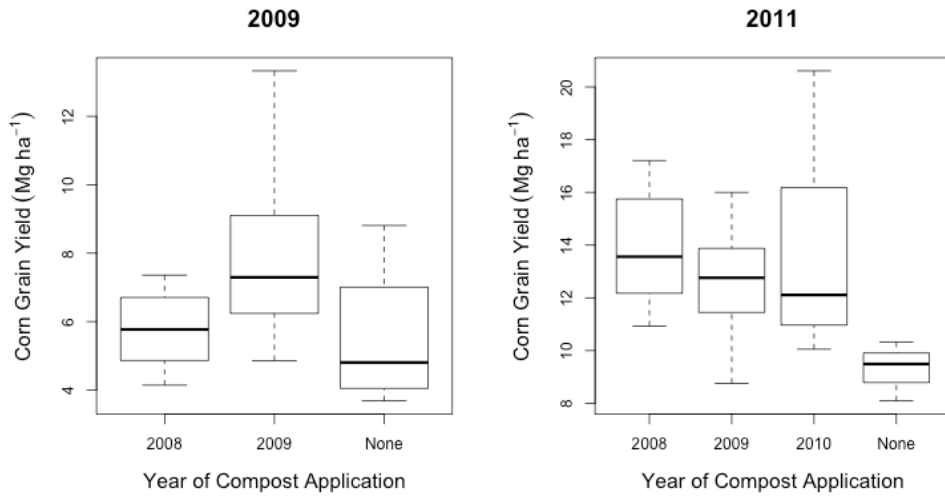 2009
Corn Grain Yield (Mg ha⁻¹)
12
10
8
6
4
2008 2009 None
Year of Compost Application
2011
Corn Grain Yield (Mg ha⁻¹)
20
18
16
14
12
10
8
2008 2009 2010 None
Year of Compost Application